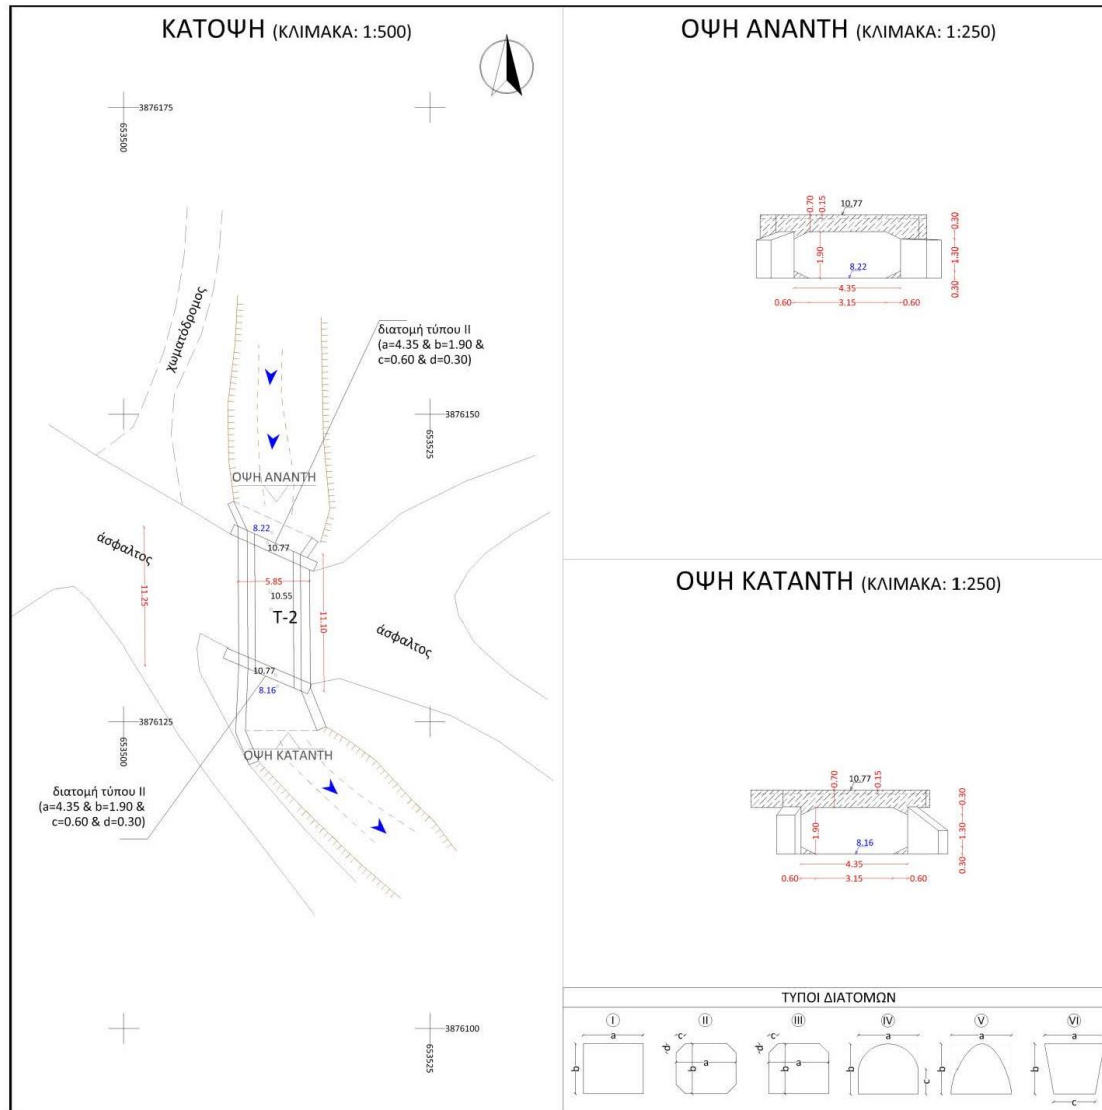 ΚΑΤΟΨΗ (ΚΛΙΜΑΚΑ: 1:500)
3876175
653500
χωματόδρομος
διατομή τύπου II
(a=4.35 & b=1.90 &
c=0.60 & d=0.30)
3876150
653525
ΟΨΗ ΑΝΑΝΤΗ
8.22
10.77
άσφαλτος
11.25
5.85
10.55
T-2
11.10
άσφαλτος
10.77
8.16
3876125
653500
ΟΨΗ ΚΑΤΑΝΤΗ
διατομή τύπου II
(a=4.35 & b=1.90 &
c=0.60 & d=0.30)
3876100
653525
ΟΨΗ ΑΝΑΝΤΗ (ΚΛΙΜΑΚΑ: 1:250)
0.70
0.15
10.77
0.30
1.90
1.30
8.22
0.30
4.35
0.60
3.15
0.60
ΟΨΗ ΚΑΤΑΝΤΗ (ΚΛΙΜΑΚΑ: 1:250)
0.70
10.77
0.15
0.30
1.90
1.30
8.16
0.30
4.35
0.60
3.15
0.60
ΤΥΠΟΙ ΔΙΑΤΟΜΩΝ
I
II
III
IV
V
VI
a
b
c
d
b
a
c
d
b
a
a
b
c
a
b
a
b
c